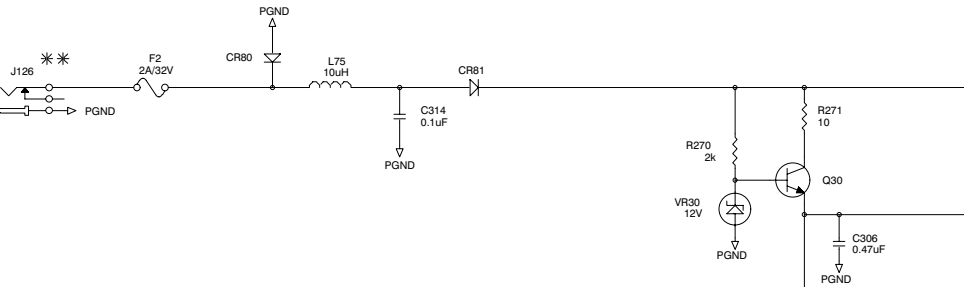 PGND
J126
**
F2
2A/32V
CR80
L75
10uH
CR81
PGND
C314
0.1uF
PGND
R271
10
R270
2k
Q30
VR30
12V
PGND
C306
0.47uF
PGND